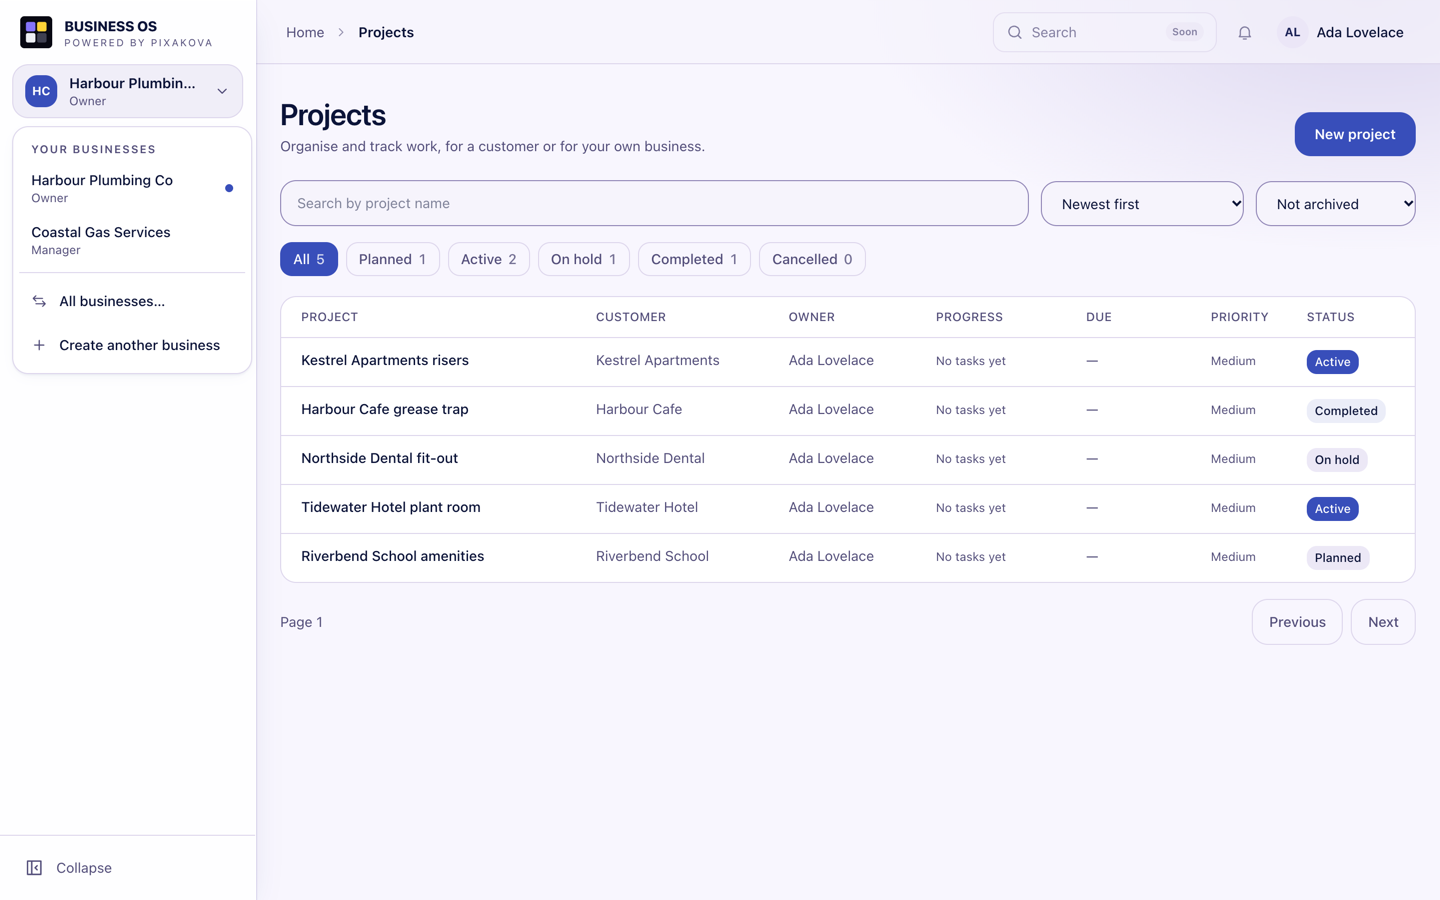 BUSINESS OS
POWERED BY PIXAKOVA
HC
Harbour Plumbin...
Owner
YOUR BUSINESSES
Harbour Plumbing Co
Owner
Coastal Gas Services
Manager
All businesses...
Create another business
Collapse
Home > Projects
Search Soon
AL Ada Lovelace
Projects
Organise and track work, for a customer or for your own business.
New project
Search by project name
Newest first
Not archived
All 5 Planned 1 Active 2 On hold 1 Completed 1 Cancelled 0
PROJECT CUSTOMER OWNER PROGRESS DUE PRIORITY STATUS
Kestrel Apartments risers Kestrel Apartments Ada Lovelace No tasks yet — Medium Active
Harbour Cafe grease trap Harbour Cafe Ada Lovelace No tasks yet — Medium Completed
Northside Dental fit-out Northside Dental Ada Lovelace No tasks yet — Medium On hold
Tidewater Hotel plant room Tidewater Hotel Ada Lovelace No tasks yet — Medium Active
Riverbend School amenities Riverbend School Ada Lovelace No tasks yet — Medium Planned
Page 1
Previous Next